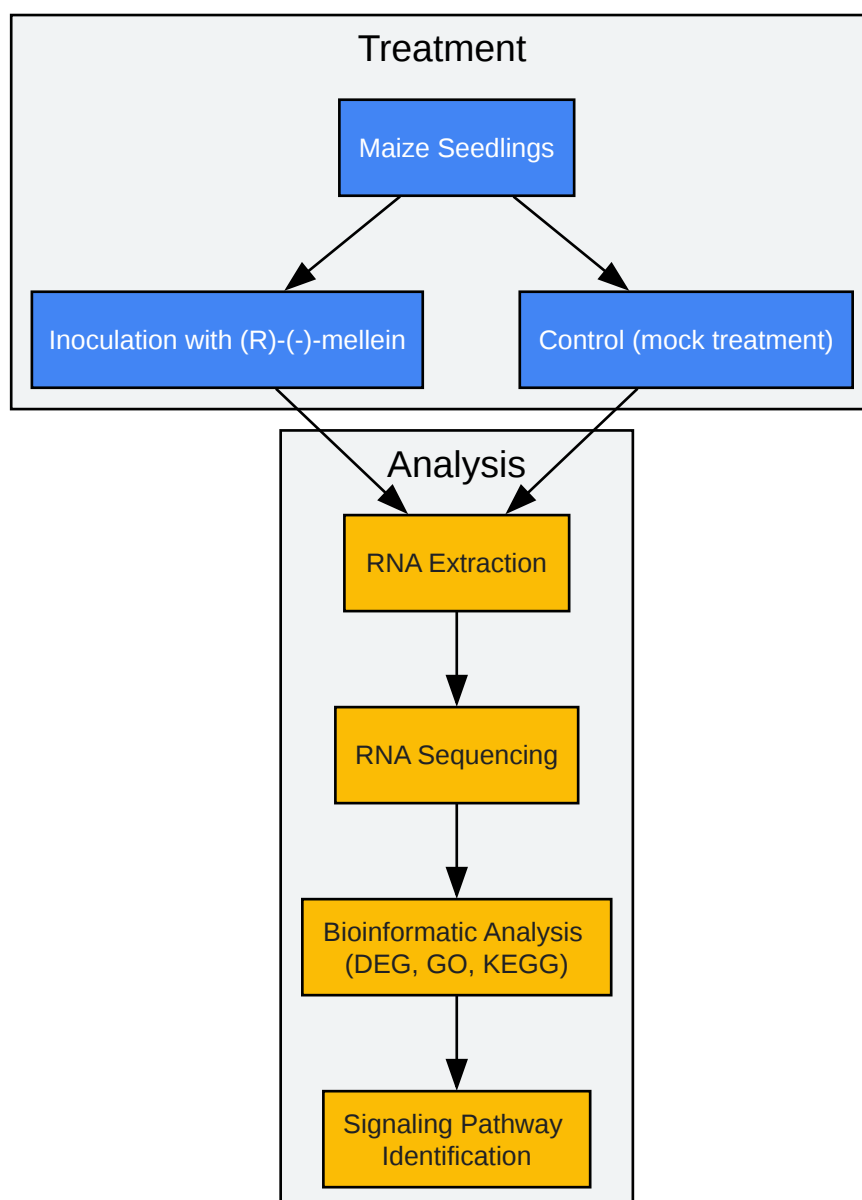 Treatment
Maize Seedlings
Inoculation with (R)-(-)-mellein
Control (mock treatment)
Analysis
RNA Extraction
RNA Sequencing
Bioinformatic Analysis
(DEG, GO, KEGG)
Signaling Pathway
Identification